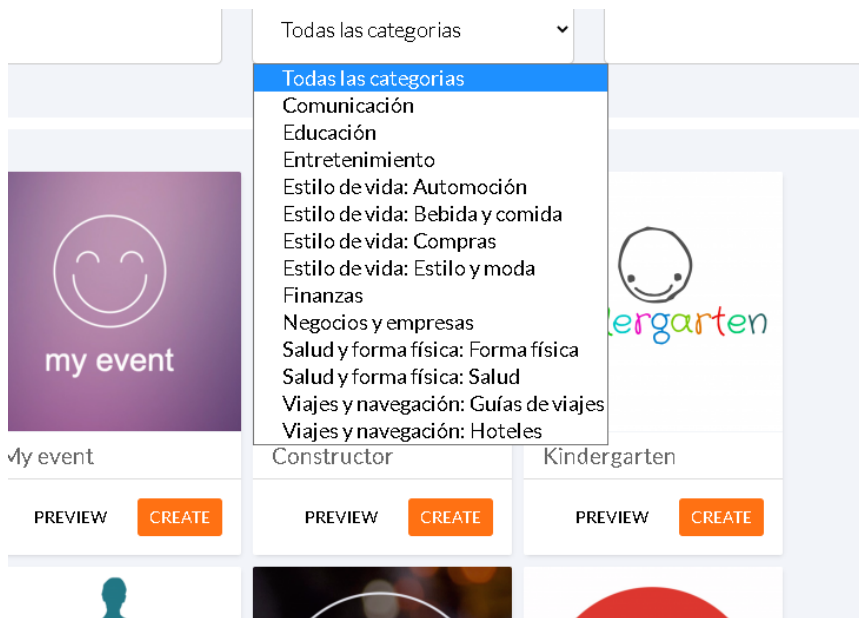 Todas las categorias
Todas las categorias
Comunicación
Educación
Entretenimiento
Estilo de vida: Automoción
Estilo de vida: Bebida y comida
Estilo de vida: Compras
Estilo de vida: Estilo y moda
Finanzas
Negocios y empresas
Salud y forma física: Forma física
Salud y forma física: Salud
Viajes y navegación: Guías de viajes
Viajes y navegación: Hoteles
my event
ergarten
My event
Constructor
Kindergarten
PREVIEW CREATE
PREVIEW CREATE
PREVIEW CREATE